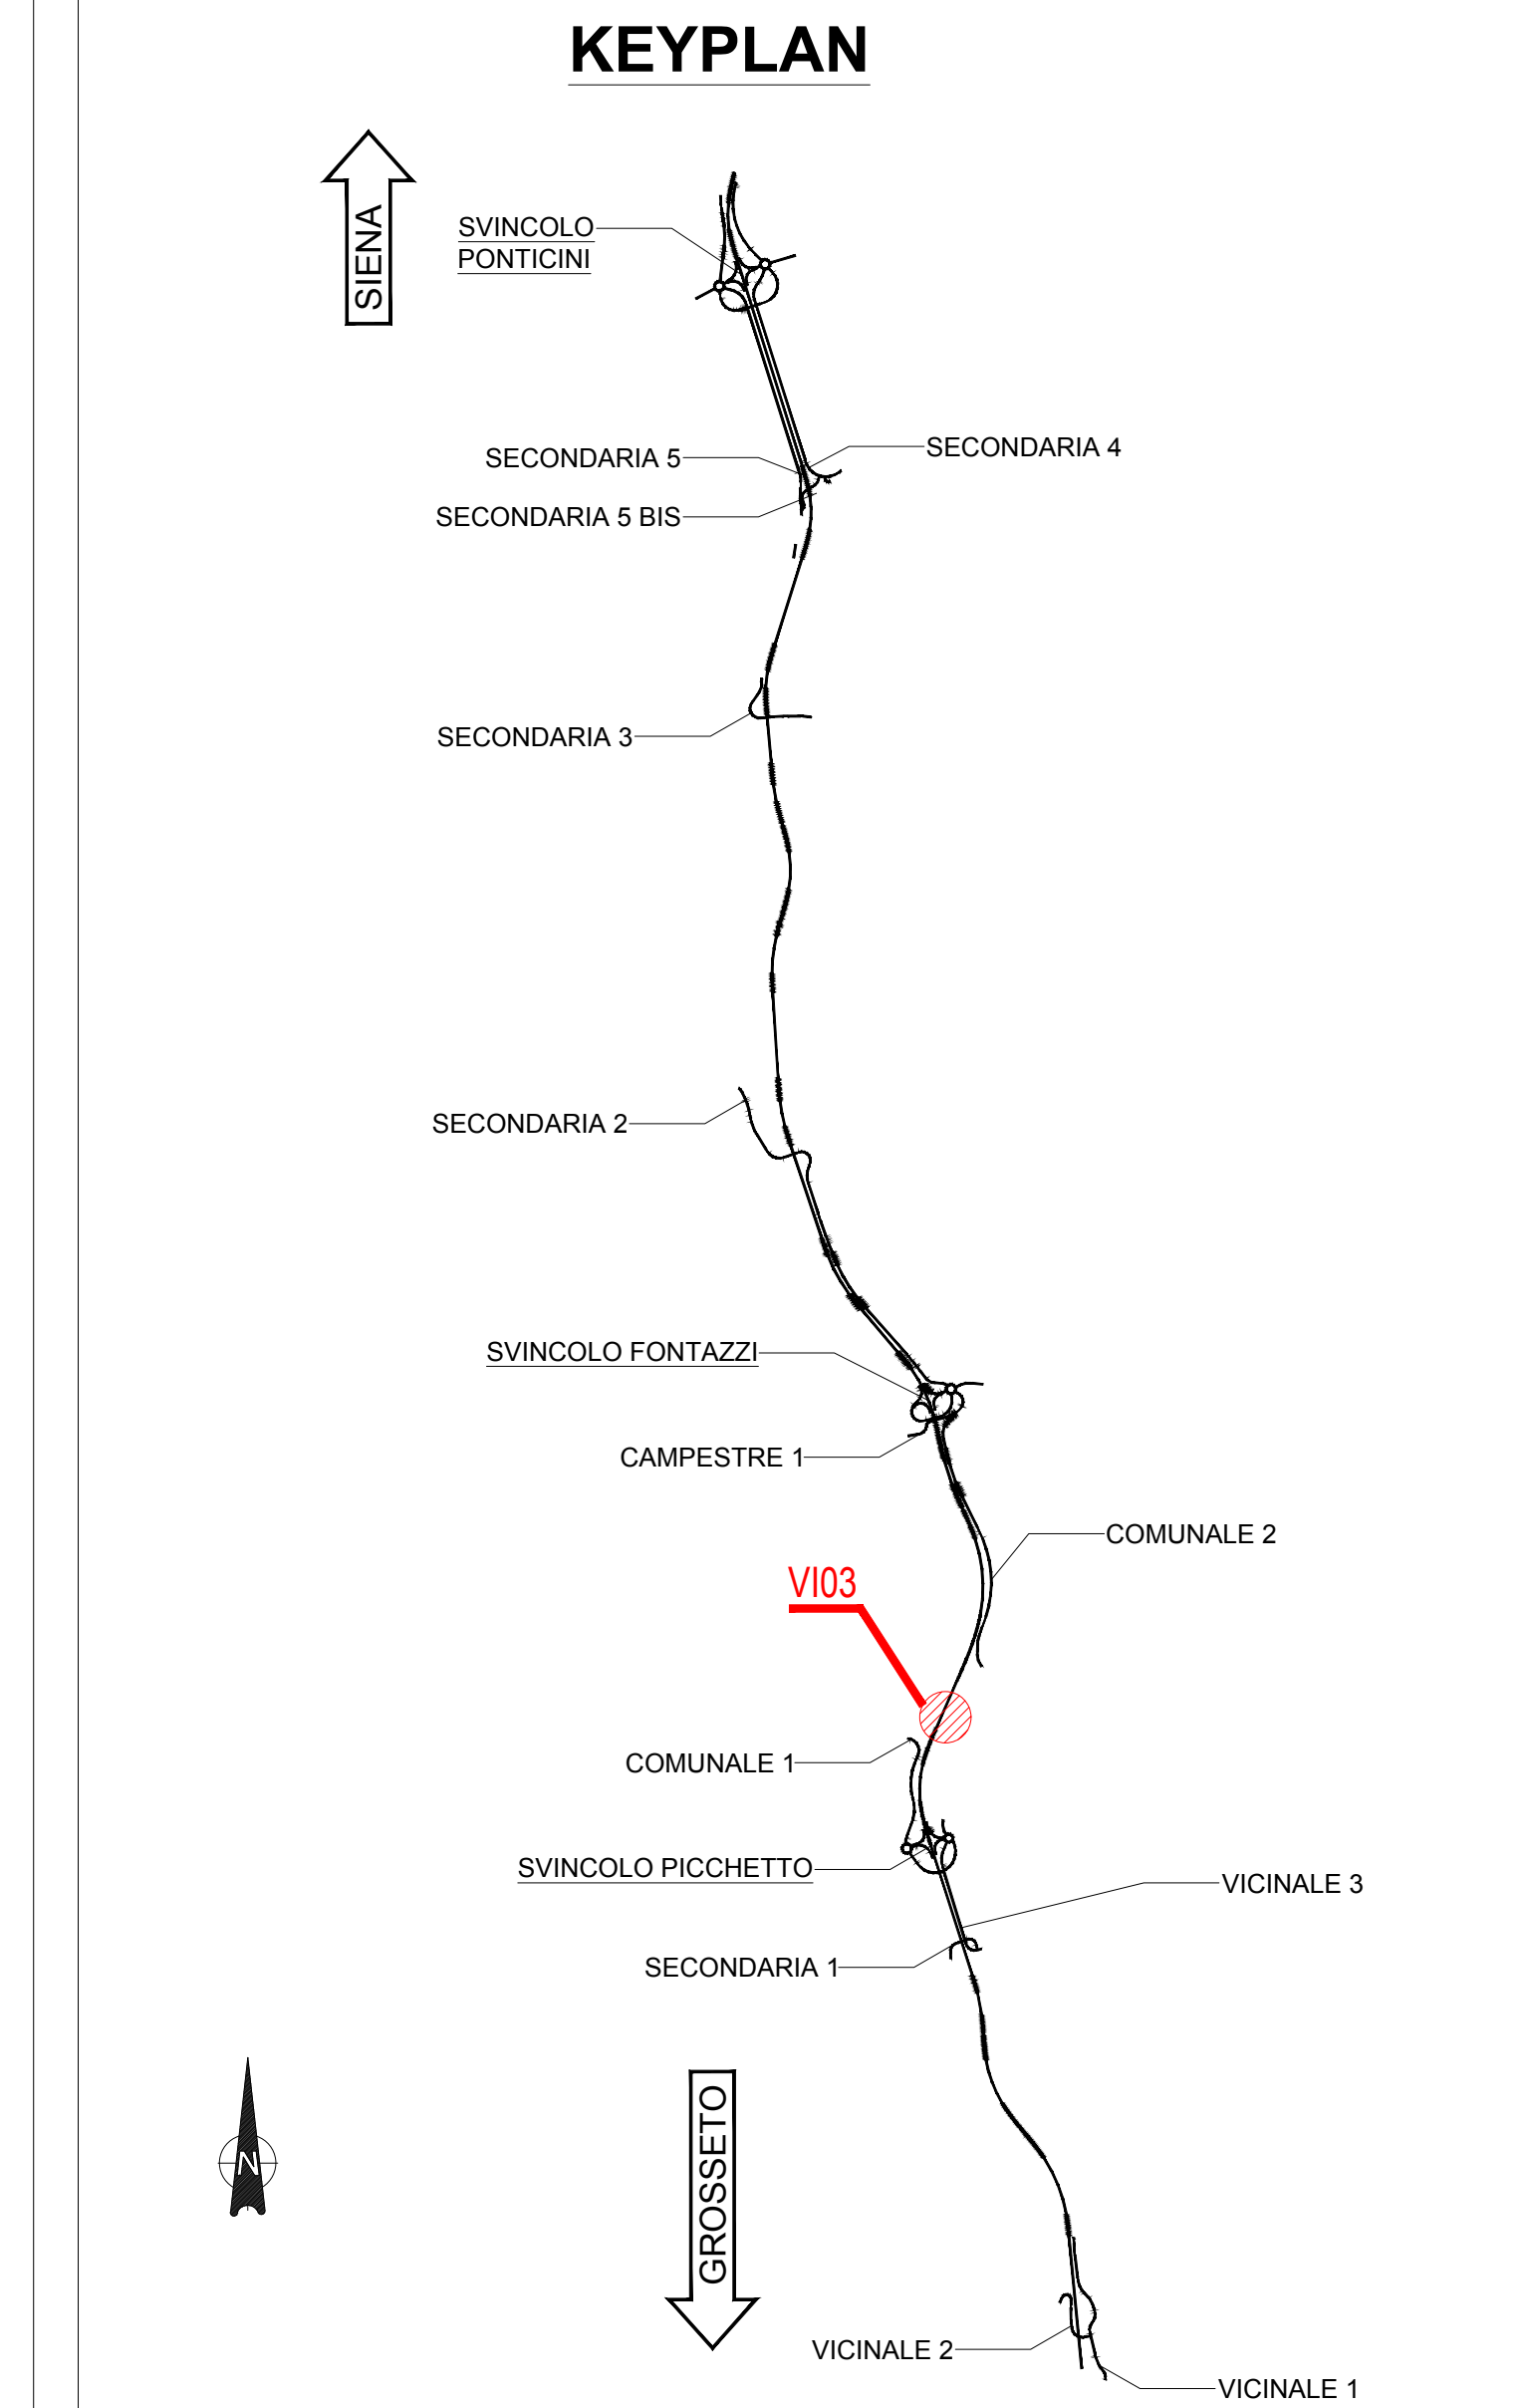 KEYPLAN
SIENA
SVINCOLO
PONTICINI
SECONDARIA 4
SECONDARIA 5
SECONDARIA 5 BIS
SECONDARIA 3
SECONDARIA 2
SVINCOLO FONTAZZI
CAMPESTRE 1
COMUNALE 2
VI03
COMUNALE 1
SVINCOLO PICCHETTO
VICINALE 3
SECONDARIA 1
N
GROSSETO
VICINALE 2
VICINALE 1